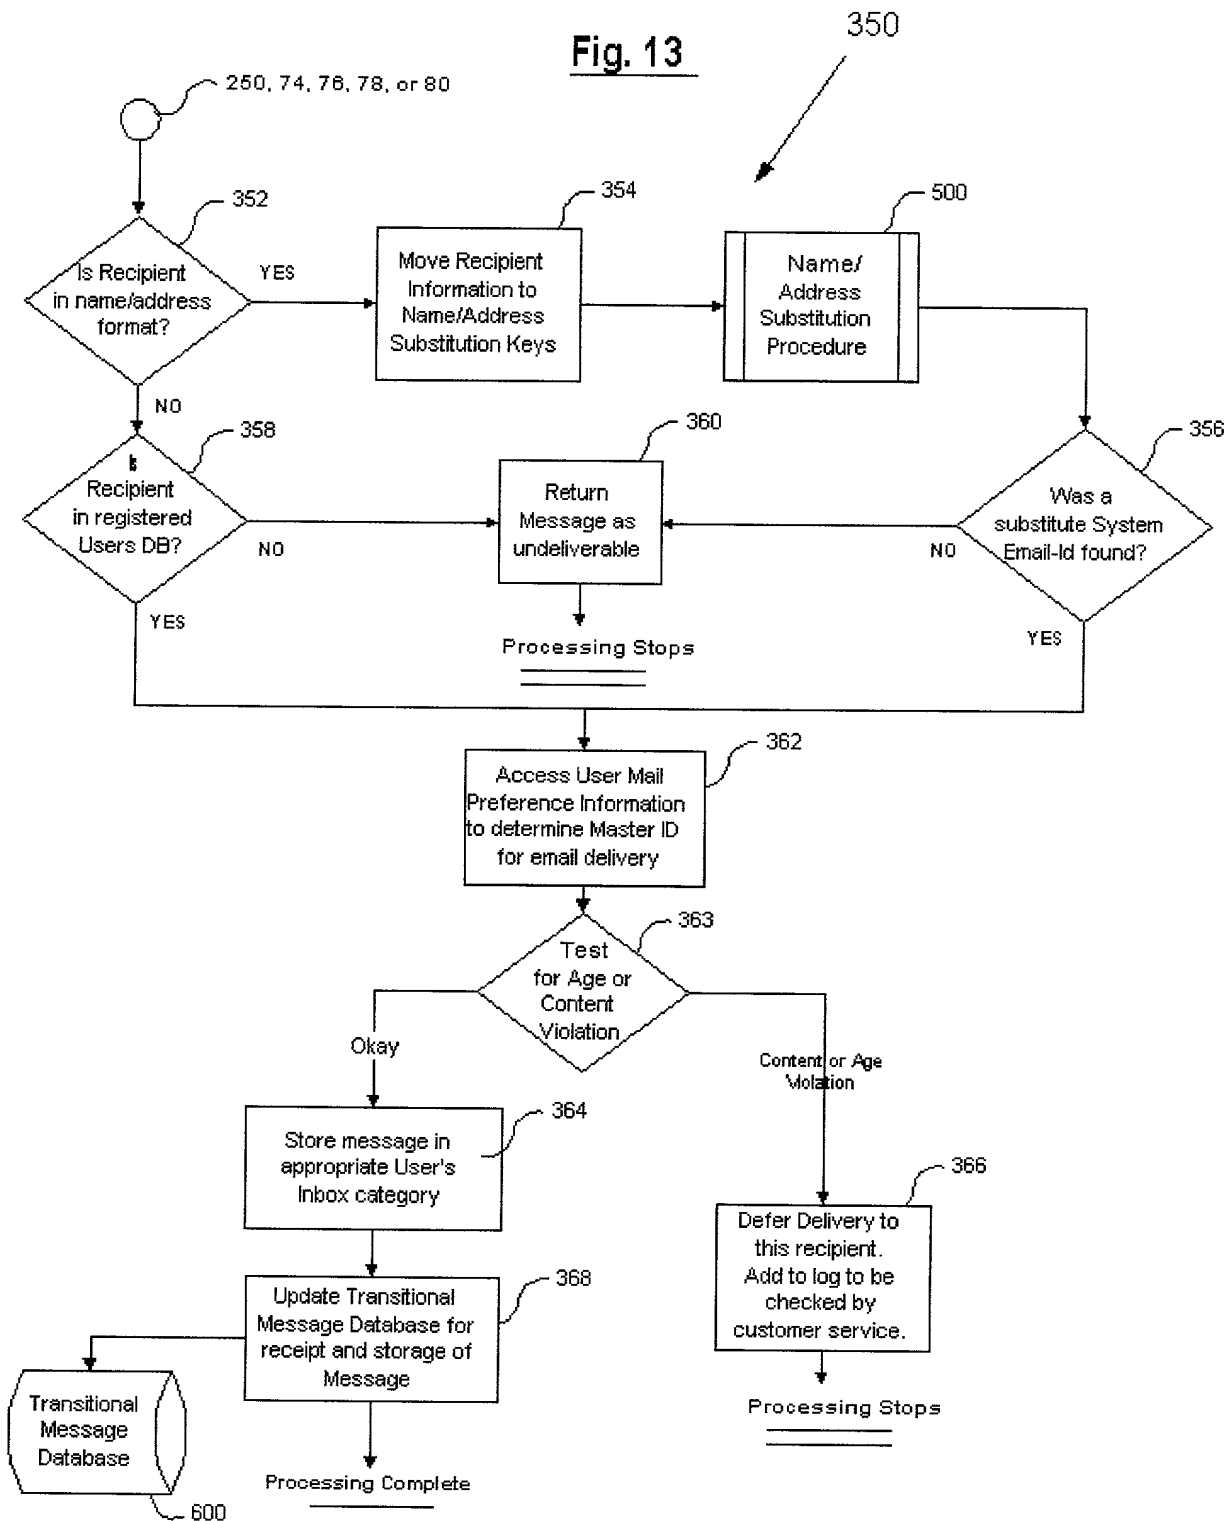 Fig. 13
350
250, 74, 76, 78, or 80
352
Is Recipient
in name/address
format?
YES
NO
354
Move Recipient
Information to
Name/Address
Substitution Keys
500
Name/
Address
Substitution
Procedure
358
Is
Recipient
in registered
Users DB?
NO
YES
360
Return
Message as
undeliverable
Processing Stops
356
Was a
substitute System
Email-Id found?
NO
YES
362
Access User Mail
Preference Information
to determine Master ID
for email delivery
363
Test
for Age or
Content
Violation
Okay
Content or Age
Violation
364
Store message in
appropriate User's
Inbox category
366
Defer Delivery to
this recipient.
Add to log to be
checked by
customer service.
Processing Stops
368
Update Transitional
Message Database for
receipt and storage of
Message
Transitional
Message
Database
600
Processing Complete